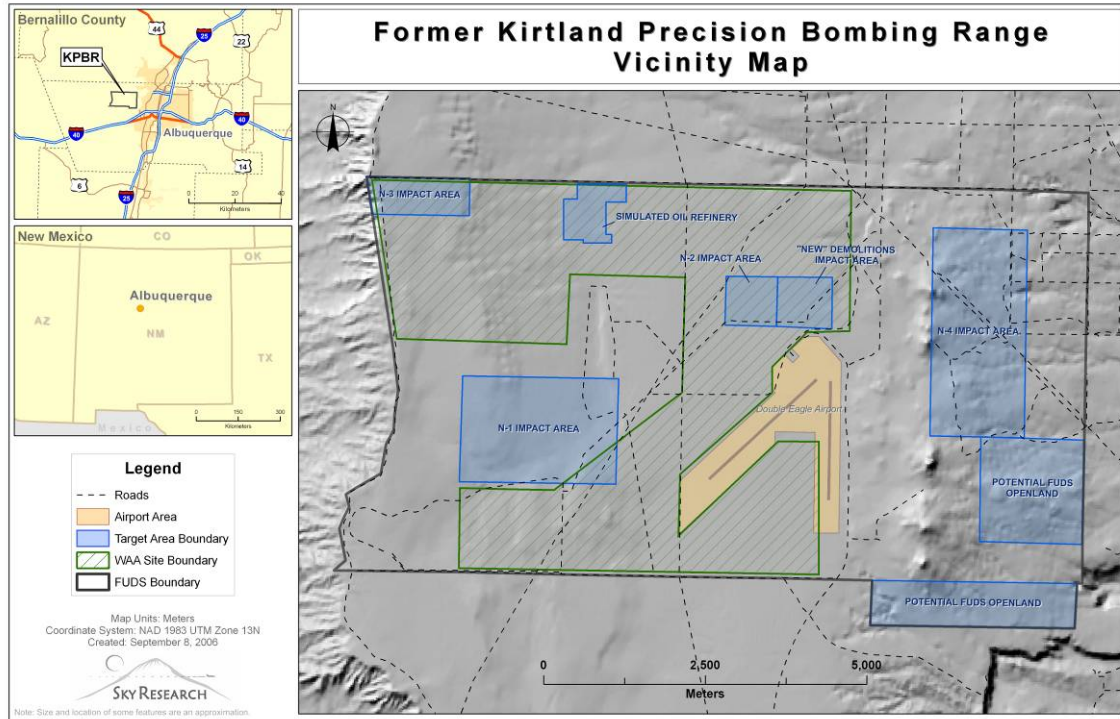 Former Kirtland Precision Bombing Range
Vicinity Map
Bernalillo County
44
25
22
KPBR
40
Albuquerque
40
14
6
25
0 20 40
Kilometers
New Mexico
CO
OK
Albuquerque
AZ
NM
TX
Mexico
0 150 300
Kilometers
Legend
Roads
Airport Area
Target Area Boundary
WAA Site Boundary
FUDS Boundary
Map Units: Meters
Coordinate System: NAD 1983 UTM Zone 13N
Created: September 8, 2006
SKY RESEARCH
Note: Size and location of some features are an approximation.
N
N-3 IMPACT AREA
SIMULATED OIL REFINERY
N-2 IMPACT AREA
"NEW" DEMOLITIONS
IMPACT AREA
N-4 IMPACT AREA
Double Eagle Airport
N-1 IMPACT AREA
POTENTIAL FUDS
OPENLAND
POTENTIAL FUDS OPENLAND
0 2,500 5,000
Meters